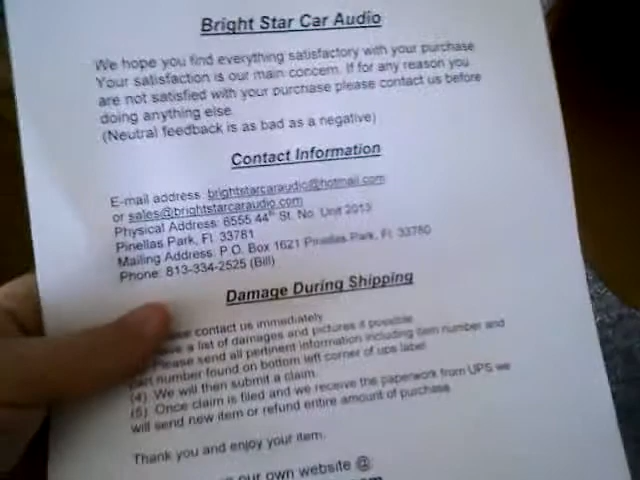 Bright Star Car Audio
We hope you find everything satisfactory with your purchase
Your satisfaction is our main concern. If for any reason you
are not satisfied with your purchase please contact us before
doing anything else.
(Neutral feedback is as bad as a negative)
Contact Information
E-mail address: brightstarcaraudio@hotmail.com
or sales@brightstarcaraudio.com
Physical Address: 6555 44th St. No. Unit 2013
Pinellas Park, Fl. 33781
Mailing Address: P.O. Box 1621 Pinellas Park, Fl. 33780
Phone: 813-334-2525 (Bill)
Damage During Shipping
contact us immediately
a list of damages and pictures if possible
Please send all pertinent information including item number and
part number found on bottom left corner of ups label.
(4) We will then submit a claim.
(5) Once claim is filed and we receive the paperwork from UPS we
will send new item or refund entire amount of purchase.
Thank you and enjoy your item.
our own website @